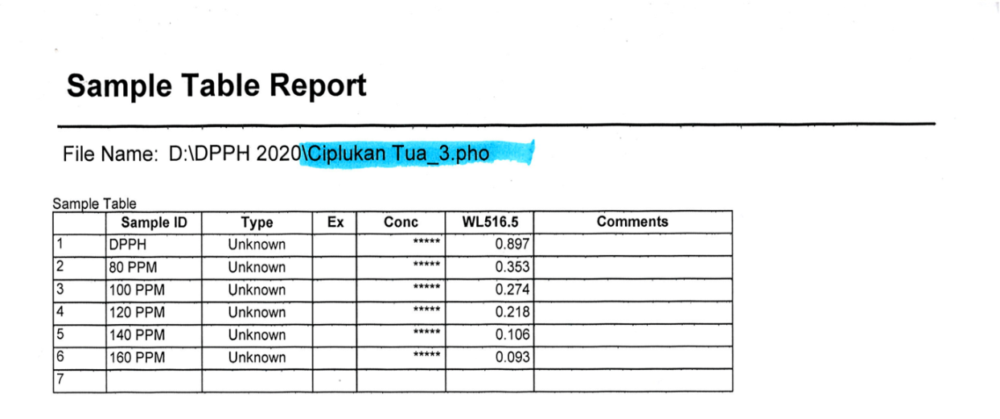 Sample Table Report
File Name: D:\DPPH 2020\Ciplukan Tua_3.pho
Sample Table
Sample ID Type Ex Conc WL516.5 Comments
1 DPPH Unknown ***** 0.897
2 80 PPM Unknown ***** 0.353
3 100 PPM Unknown ***** 0.274
4 120 PPM Unknown ***** 0.218
5 140 PPM Unknown ***** 0.106
6 160 PPM Unknown ***** 0.093
7